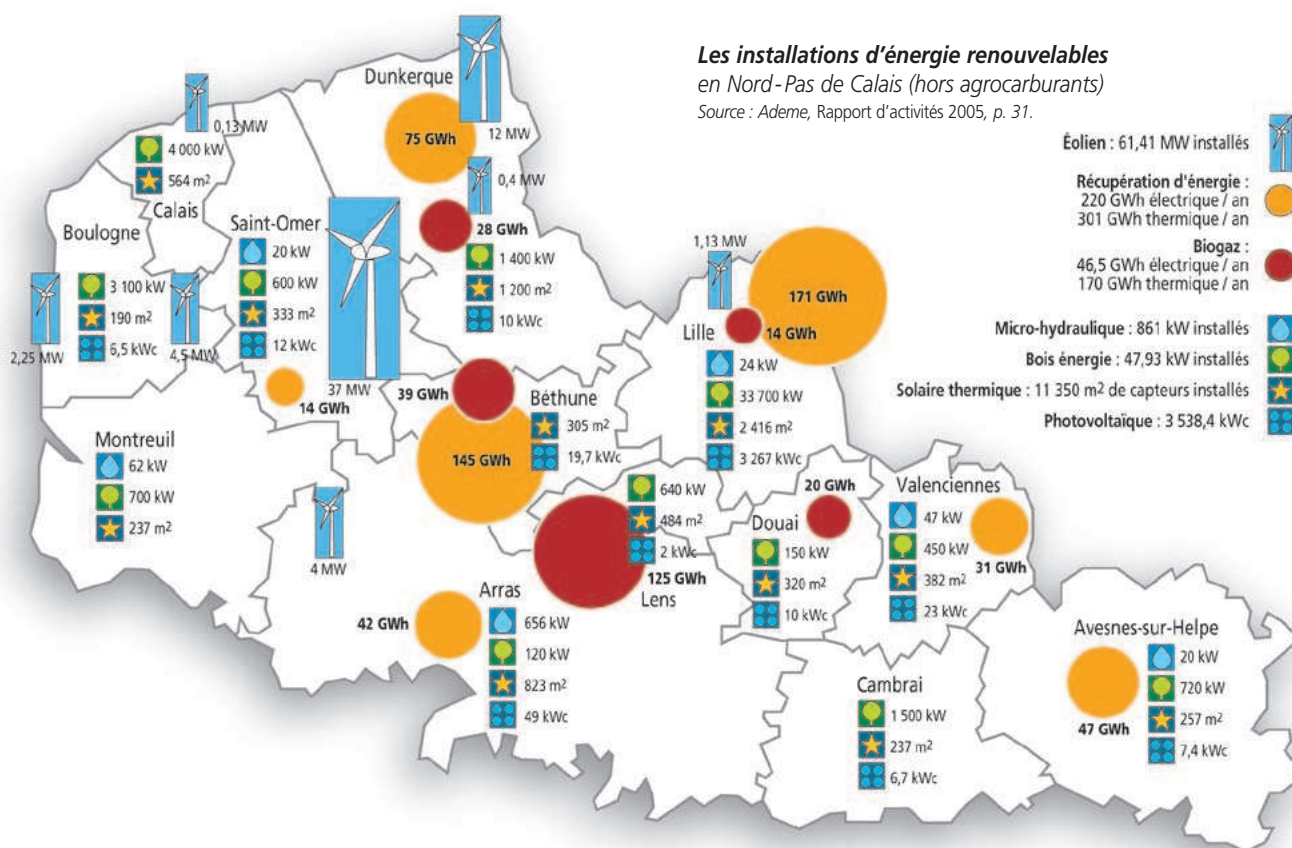 Les installations d'énergie renouvelables
en Nord-Pas de Calais (hors agrocarburants)
Source : Ademe, Rapport d'activités 2005, p. 31.
Éolien : 61,41 MW installés
Récupération d'énergie :
220 GWh électrique / an
301 GWh thermique / an
Biogaz :
46,5 GWh électrique / an
170 GWh thermique / an
Micro-hydraulique : 861 kW installés
Bois énergie : 47,93 kW installés
Solaire thermique : 11 350 m² de capteurs installés
Photovoltaïque : 3 538,4 kWc
Dunkerque
75 GWh
12 MW
0,4 MW
28 GWh
1 400 kW
1 200 m²
10 kWc
0,13 MW
4 000 kW
564 m²
Calais
Boulogne
3 100 kW
190 m²
6,5 kWc
2,25 MW
4,5 MW
Saint-Omer
20 kW
600 kW
333 m²
12 kWc
14 GWh
37 MW
39 GWh
145 GWh
Béthune
305 m²
19,7 kWc
1,13 MW
171 GWh
14 GWh
Lille
24 kW
33 700 kW
2 416 m²
3 267 kWc
Montreuil
62 kW
700 kW
237 m²
4 MW
640 kW
484 m²
2 kWc
125 GWh
Lens
20 GWh
Douai
150 kW
320 m²
10 kWc
Valenciennes
47 kW
450 kW
382 m²
23 kWc
31 GWh
42 GWh
Arras
656 kW
120 kW
823 m²
49 kWc
Cambrai
1 500 kW
237 m²
6,7 kWc
Avesnes-sur-Helpe
20 kW
720 kW
257 m²
7,4 kWc
47 GWh